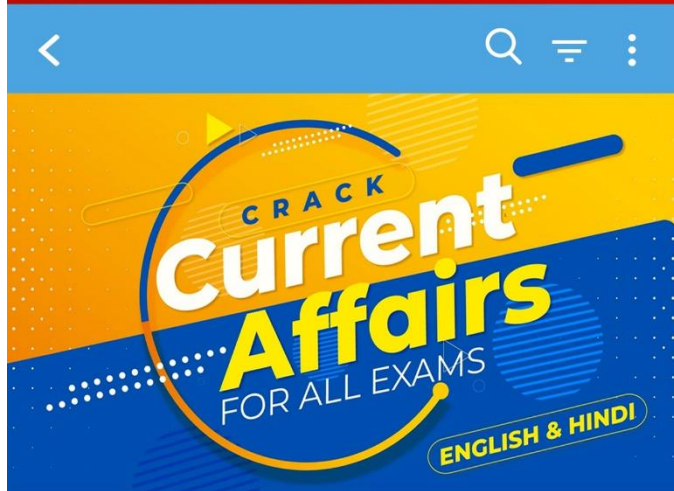 CRACK
Current
Affairs
FOR ALL EXAMS
ENGLISH & HINDI